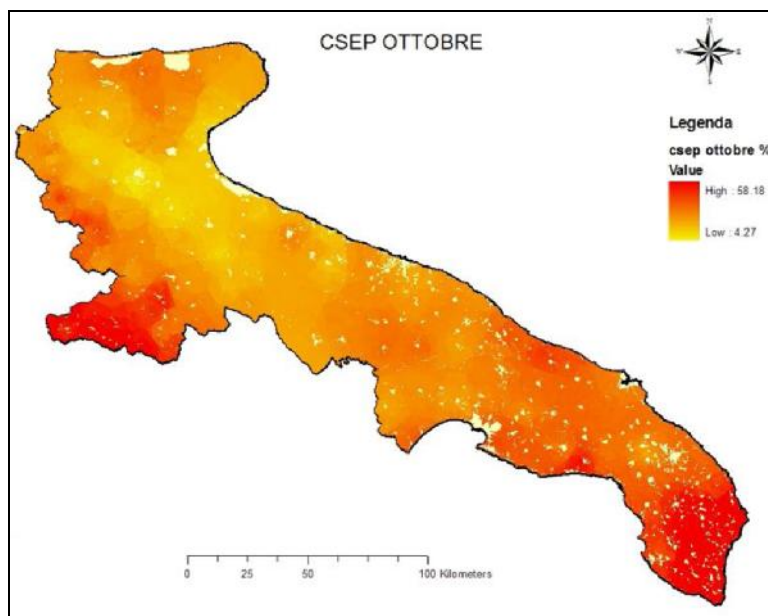 CSEP OTTOBRE
N
W
E
S
Legenda
csep ottobre %
Value
High : 58.18
Low : 4.27
0 25 50 100 Kilometers